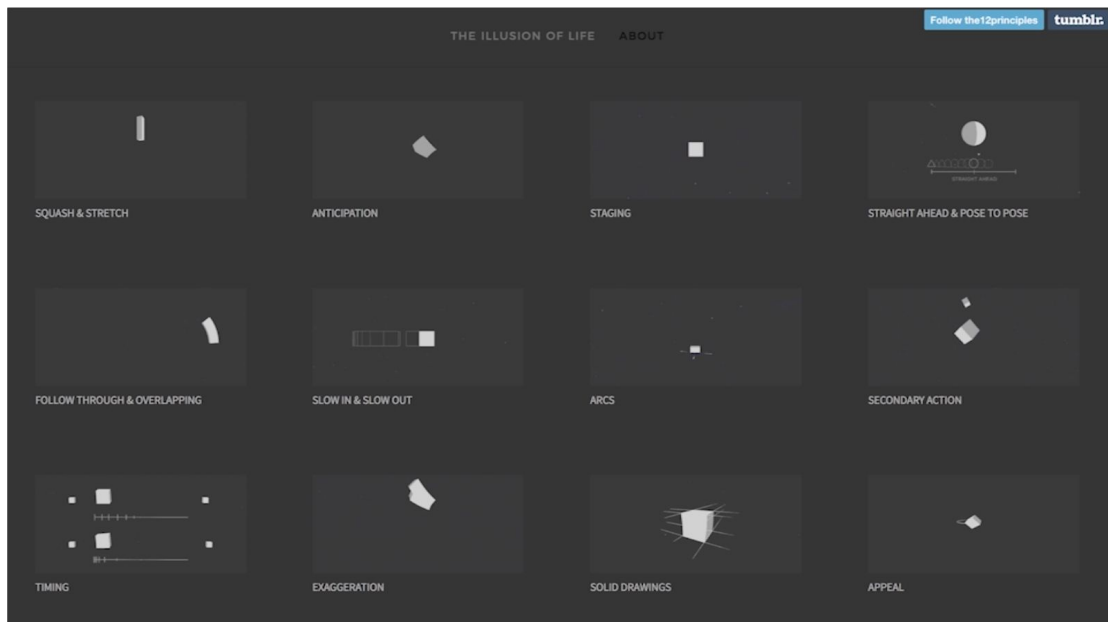 Follow the12principles tumblr.
THE ILLUSION OF LIFE ABOUT
STRAIGHT AHEAD
SQUASH & STRETCH ANTICIPATION STAGING STRAIGHT AHEAD & POSE TO POSE
FOLLOW THROUGH & OVERLAPPING SLOW IN & SLOW OUT ARCS SECONDARY ACTION
TIMING EXAGGERATION SOLID DRAWINGS APPEAL